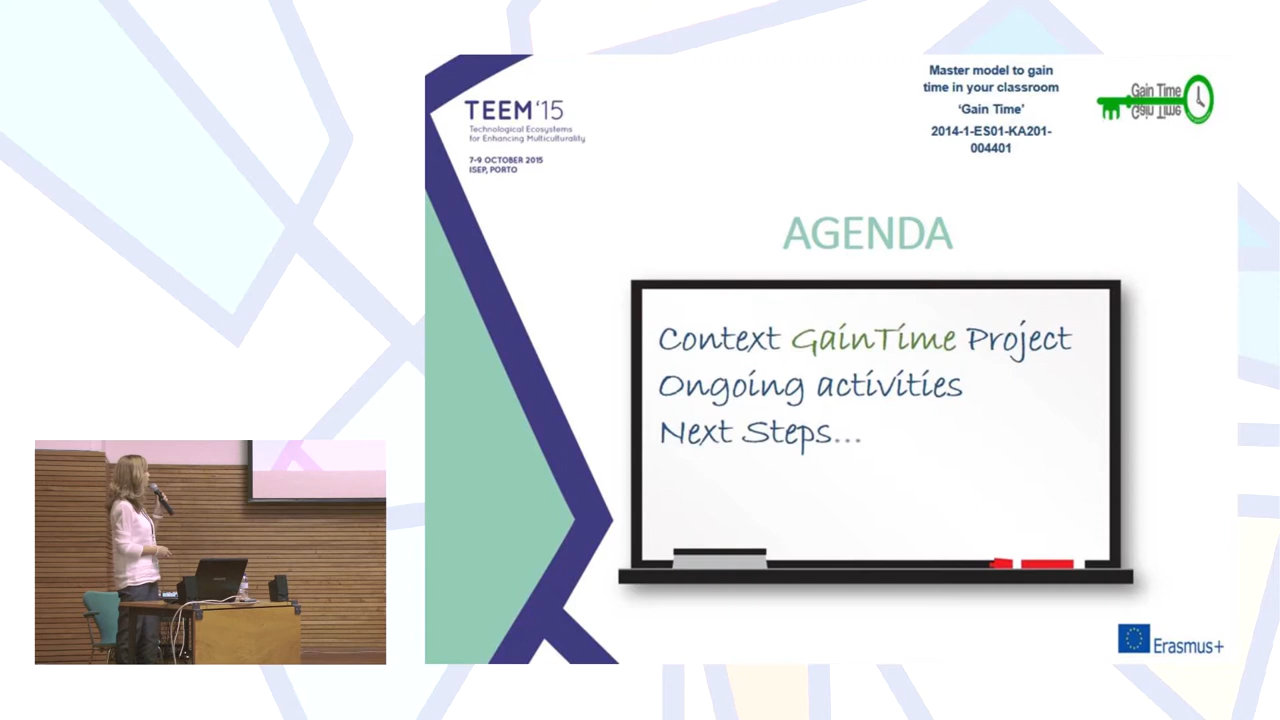 TEEM'15
Technological Ecosystems
for Enhancing Multiculturality
7-9 OCTOBER 2015
ISEP, PORTO
Master model to gain
time in your classroom
'Gain Time'
2014-1-ES01-KA201-
004401
Gain Time
Gain Time
AGENDA
Context GainTime Project
Ongoing activities
Next Steps...
Erasmus+